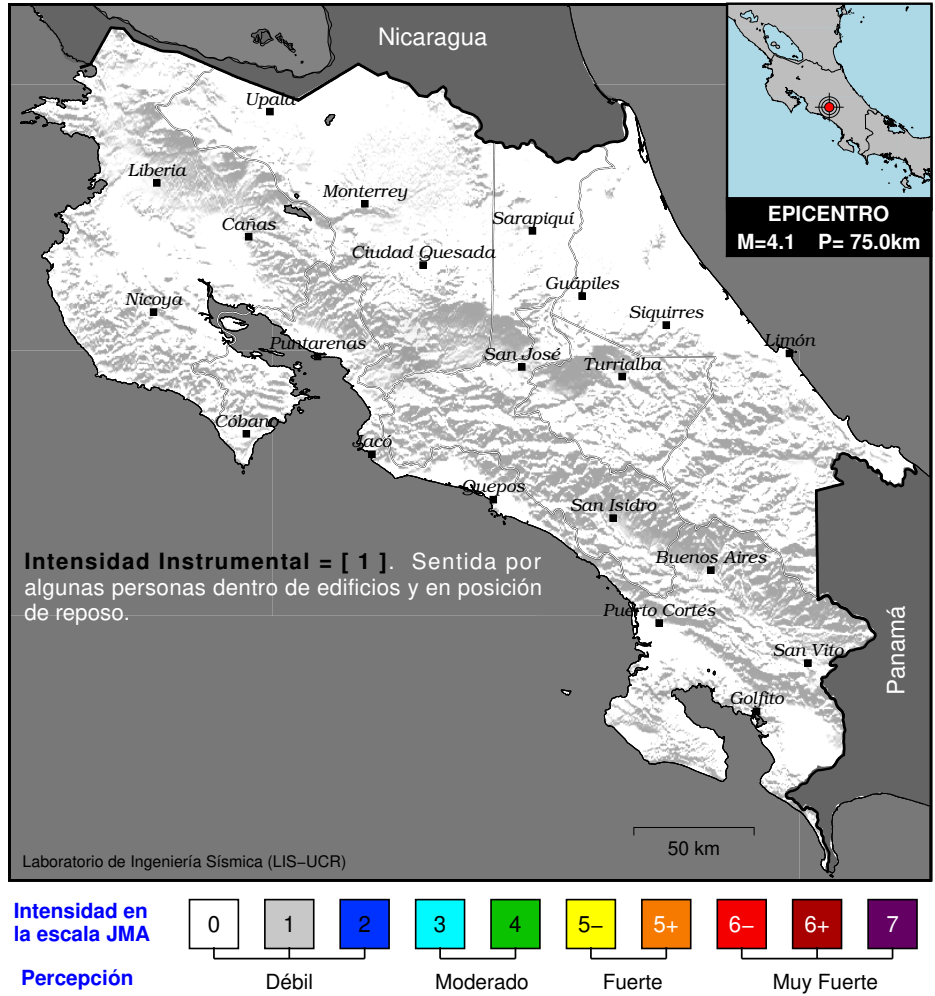 Nicaragua
EPICENTRO
M=4.1 P= 75.0km
Upala
Liberia
Monterrey
Cañas
Sarapiquí
Ciudad Quesada
Guápiles
Nicoya
Siquirres
Puntarenas
Limón
San José
Turrialba
Cóbano
Jacó
Quepos
San Isidro
Buenos Aires
Intensidad Instrumental = [ 1 ]. Sentida por
algunas personas dentro de edificios y en posición
de reposo.
Puerto Cortés
San Vito
Panamá
Golfito
50 km
Laboratorio de Ingeniería Sísmica (LIS−UCR)
Intensidad en
la escala JMA
0 1 2 3 4 5− 5+ 6− 6+ 7
Percepción
Débil Moderado Fuerte Muy Fuerte